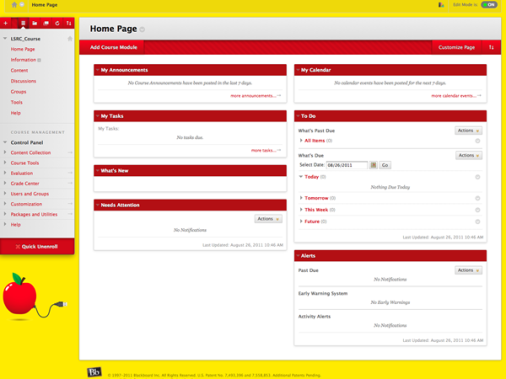 Home Page
Edit Mode is:
ON
LSRC_Course
Home Page
Information
Content
Discussions
Groups
Tools
Help
COURSE MANAGEMENT
Control Panel
Content Collection
Course Tools
Evaluation
Grade Center
Users and Groups
Customization
Packages and Utilities
Help
Quick Unenroll
Home Page
Add Course Module
Customize Page
My Announcements
No Course Announcements have been posted in the last 7 days.
more announcements...
My Tasks
My Tasks:
No tasks due.
more tasks...
What's New
Needs Attention
Actions
No Notifications
Last Updated: August 26, 2011 10:46 AM
My Calendar
No calendar events have been posted for the next 7 days.
more calendar events...
To Do
What's Past Due
Actions
All Items (0)
What's Due
Actions
Select Date: 08/26/2011 Go
Today (0)
Nothing Due Today
Tomorrow (0)
This Week (0)
Future (0)
Last Updated: August 26, 2011 10:46 AM
Alerts
Past Due
Actions
No Notifications
Early Warning System
No Early Warnings
Activity Alerts
No Notifications
Last Updated: August 26, 2011 10:46 AM
Bb
© 1997-2011 Blackboard Inc. All Rights Reserved. U.S. Patent No. 7,493,396 and 7,558,853. Additional Patents Pending.